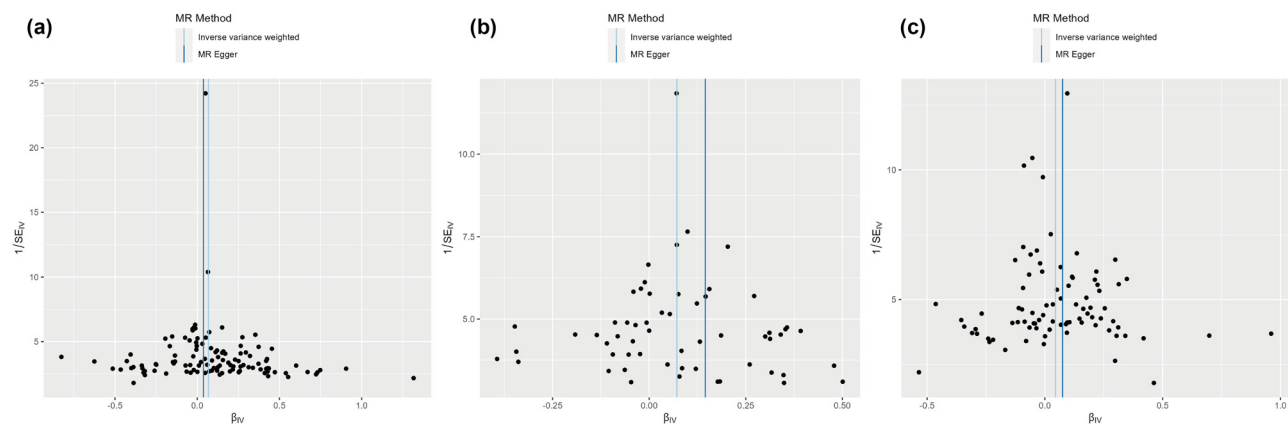 (a)
MR Method
Inverse variance weighted
MR Egger
25
20
15
10
5
1/SE_IV
-0.5
0.0
0.5
1.0
β_IV
(b)
MR Method
Inverse variance weighted
MR Egger
10.0
7.5
5.0
1/SE_IV
-0.25
0.00
0.25
0.50
β_IV
(c)
MR Method
Inverse variance weighted
MR Egger
10
5
1/SE_IV
-0.5
0.0
0.5
1.0
β_IV